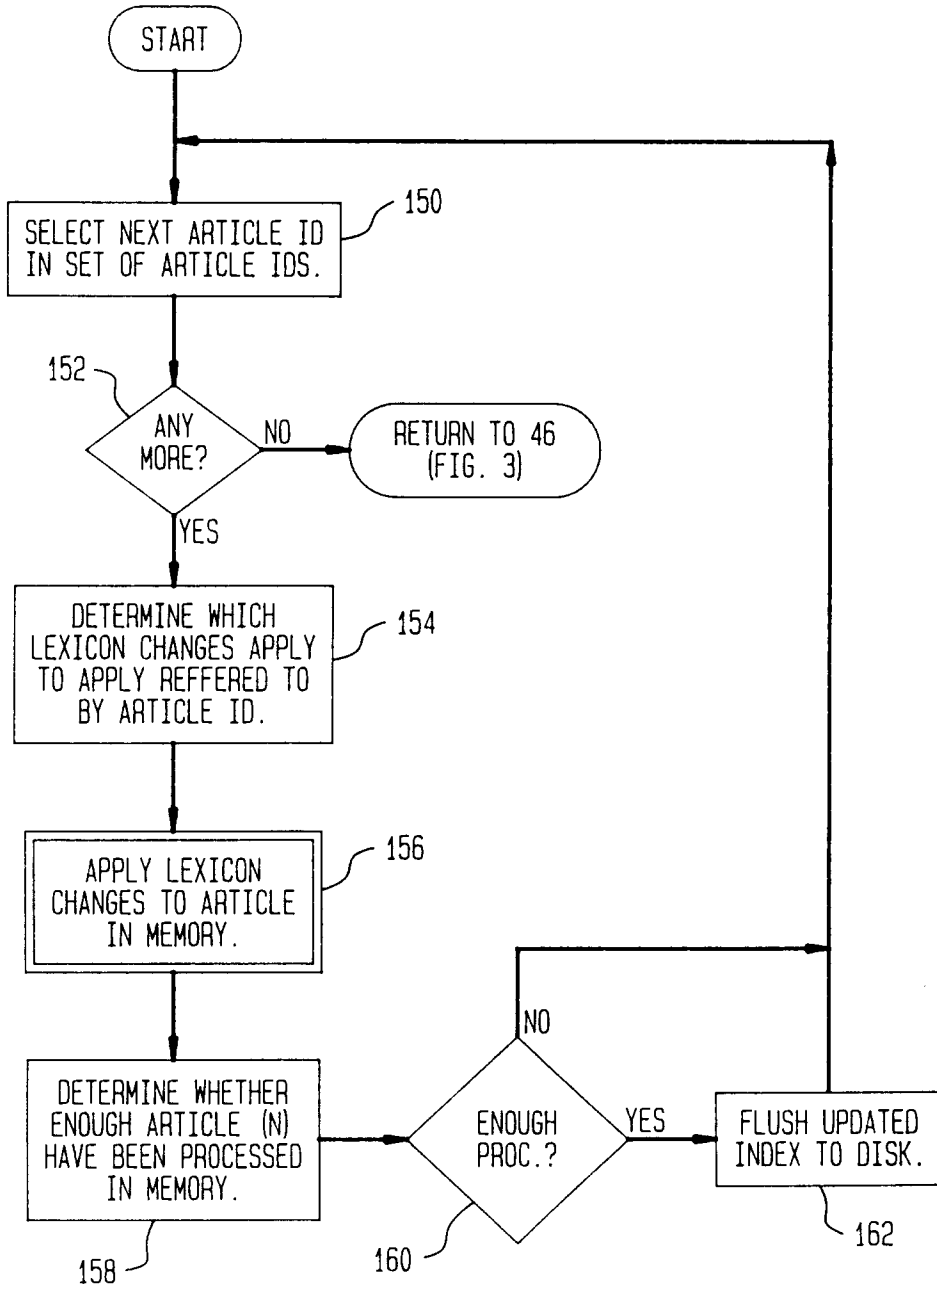 START
150
SELECT NEXT ARTICLE ID
IN SET OF ARTICLE IDS.
152
ANY
MORE?
NO
RETURN TO 46
(FIG. 3)
YES
DETERMINE WHICH
LEXICON CHANGES APPLY
TO APPLY REFFERED TO
BY ARTICLE ID.
154
APPLY LEXICON
CHANGES TO ARTICLE
IN MEMORY.
156
DETERMINE WHETHER
ENOUGH ARTICLE (N)
HAVE BEEN PROCESSED
IN MEMORY.
158
NO
ENOUGH
PROC.?
YES
160
FLUSH UPDATED
INDEX TO DISK.
162